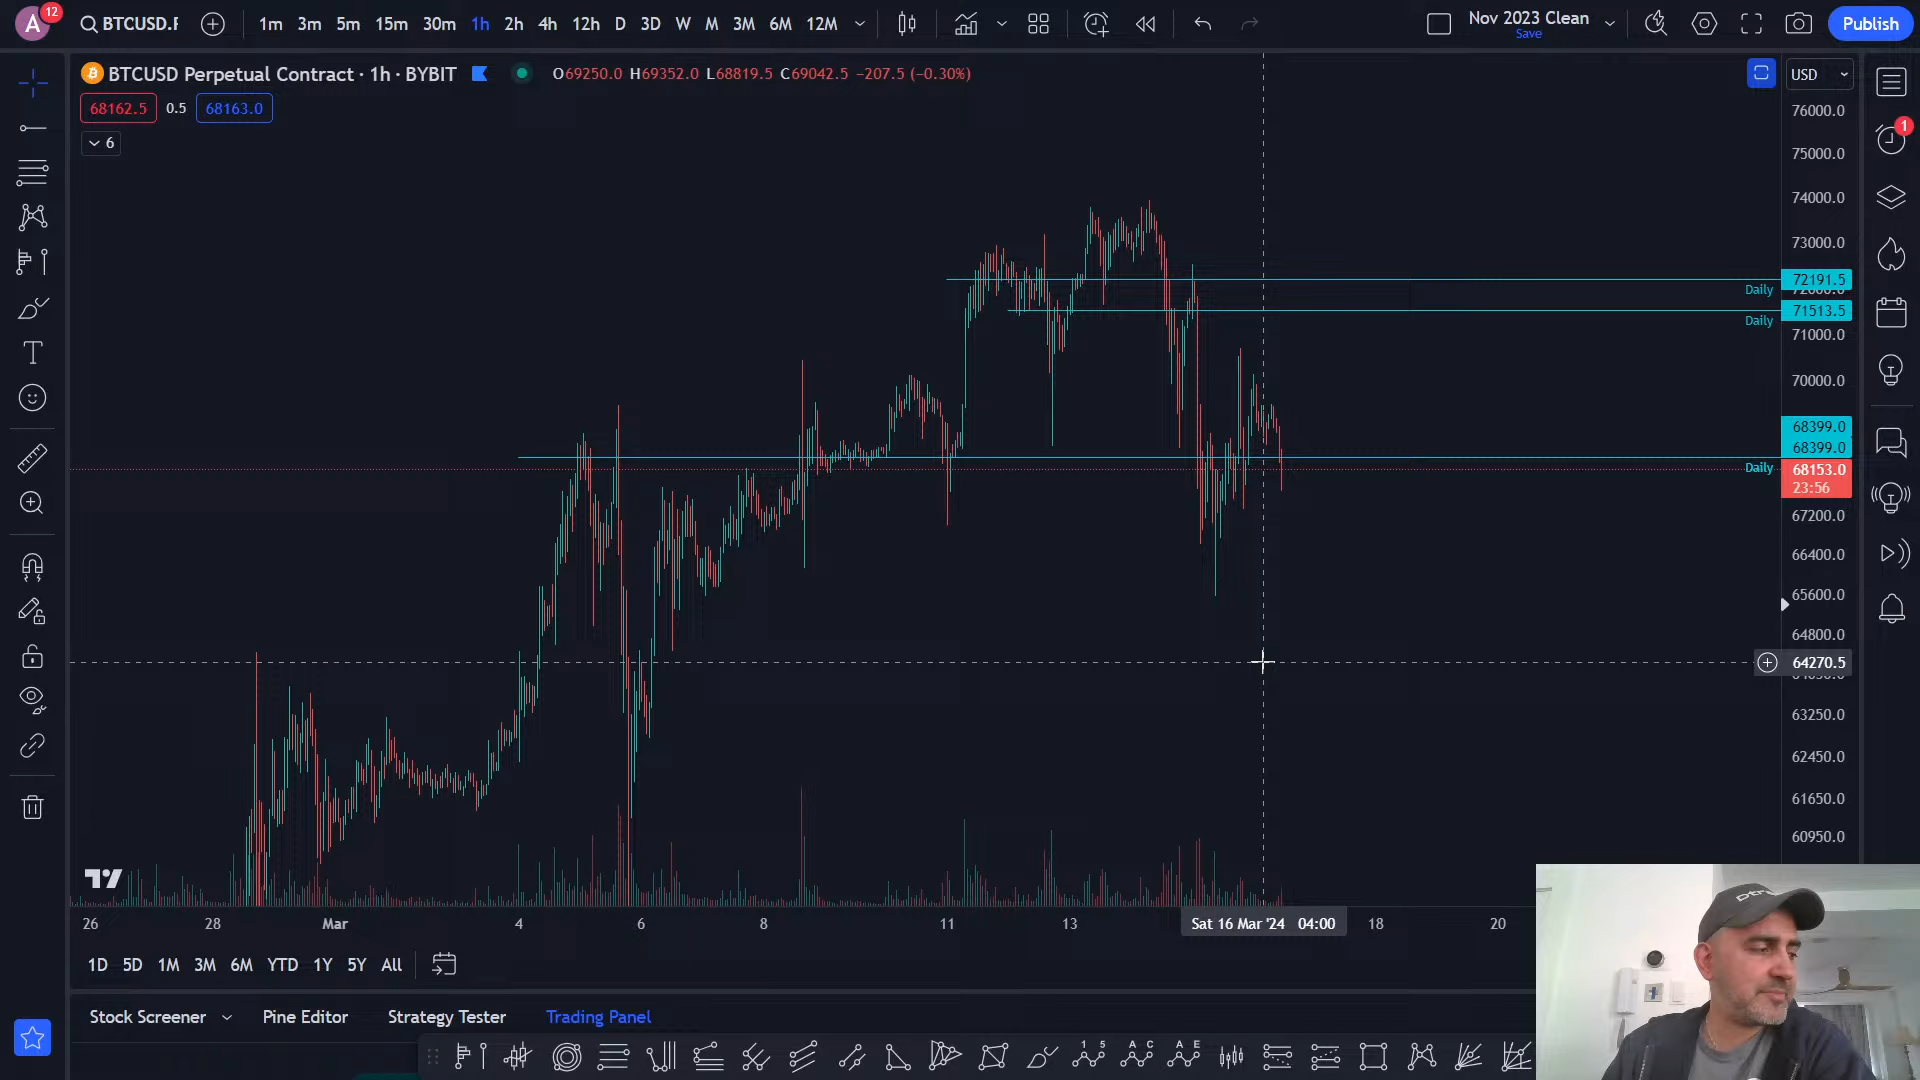 A 12 BTCUSD.P 1m 3m 5m 15m 30m 1h 2h 4h 12h D 3D W M 3M 6M 12M Nov 2023 Clean Save Publish
BTCUSD Perpetual Contract · 1h · BYBIT O69250.0 H69352.0 L68819.5 C69042.5 −207.5 (−0.30%) USD
68162.5 0.5 68163.0
6
76000.0
75000.0
1
74000.0
73000.0
72191.5
Daily
71513.5
Daily
71000.0
70000.0
68399.0
68399.0
Daily 68153.0
23:56
67200.0
66400.0
65600.0
64800.0
64270.5
63250.0
62450.0
61650.0
60950.0
26 28 Mar 4 6 8 11 13 Sat 16 Mar '24 04:00 18 20
1D 5D 1M 3M 6M YTD 1Y 5Y All
Stock Screener Pine Editor Strategy Tester Trading Panel
1 5 A C A E